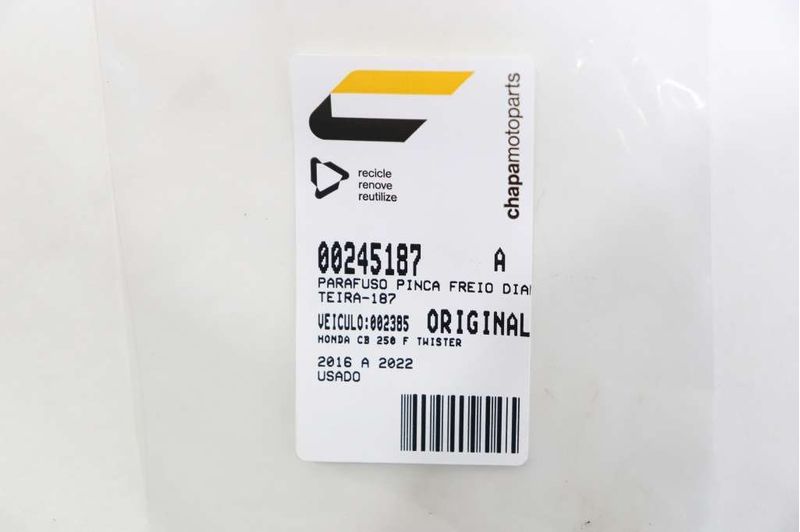 chapamotoparts
recicle
renove
reutilize
00245187 A
PARAFUSO PINCA FREIO DIA
TEIRA-187
VEICULO:002385 ORIGINAL
HONDA CB 250 F TWISTER
2016 A 2022
USADO